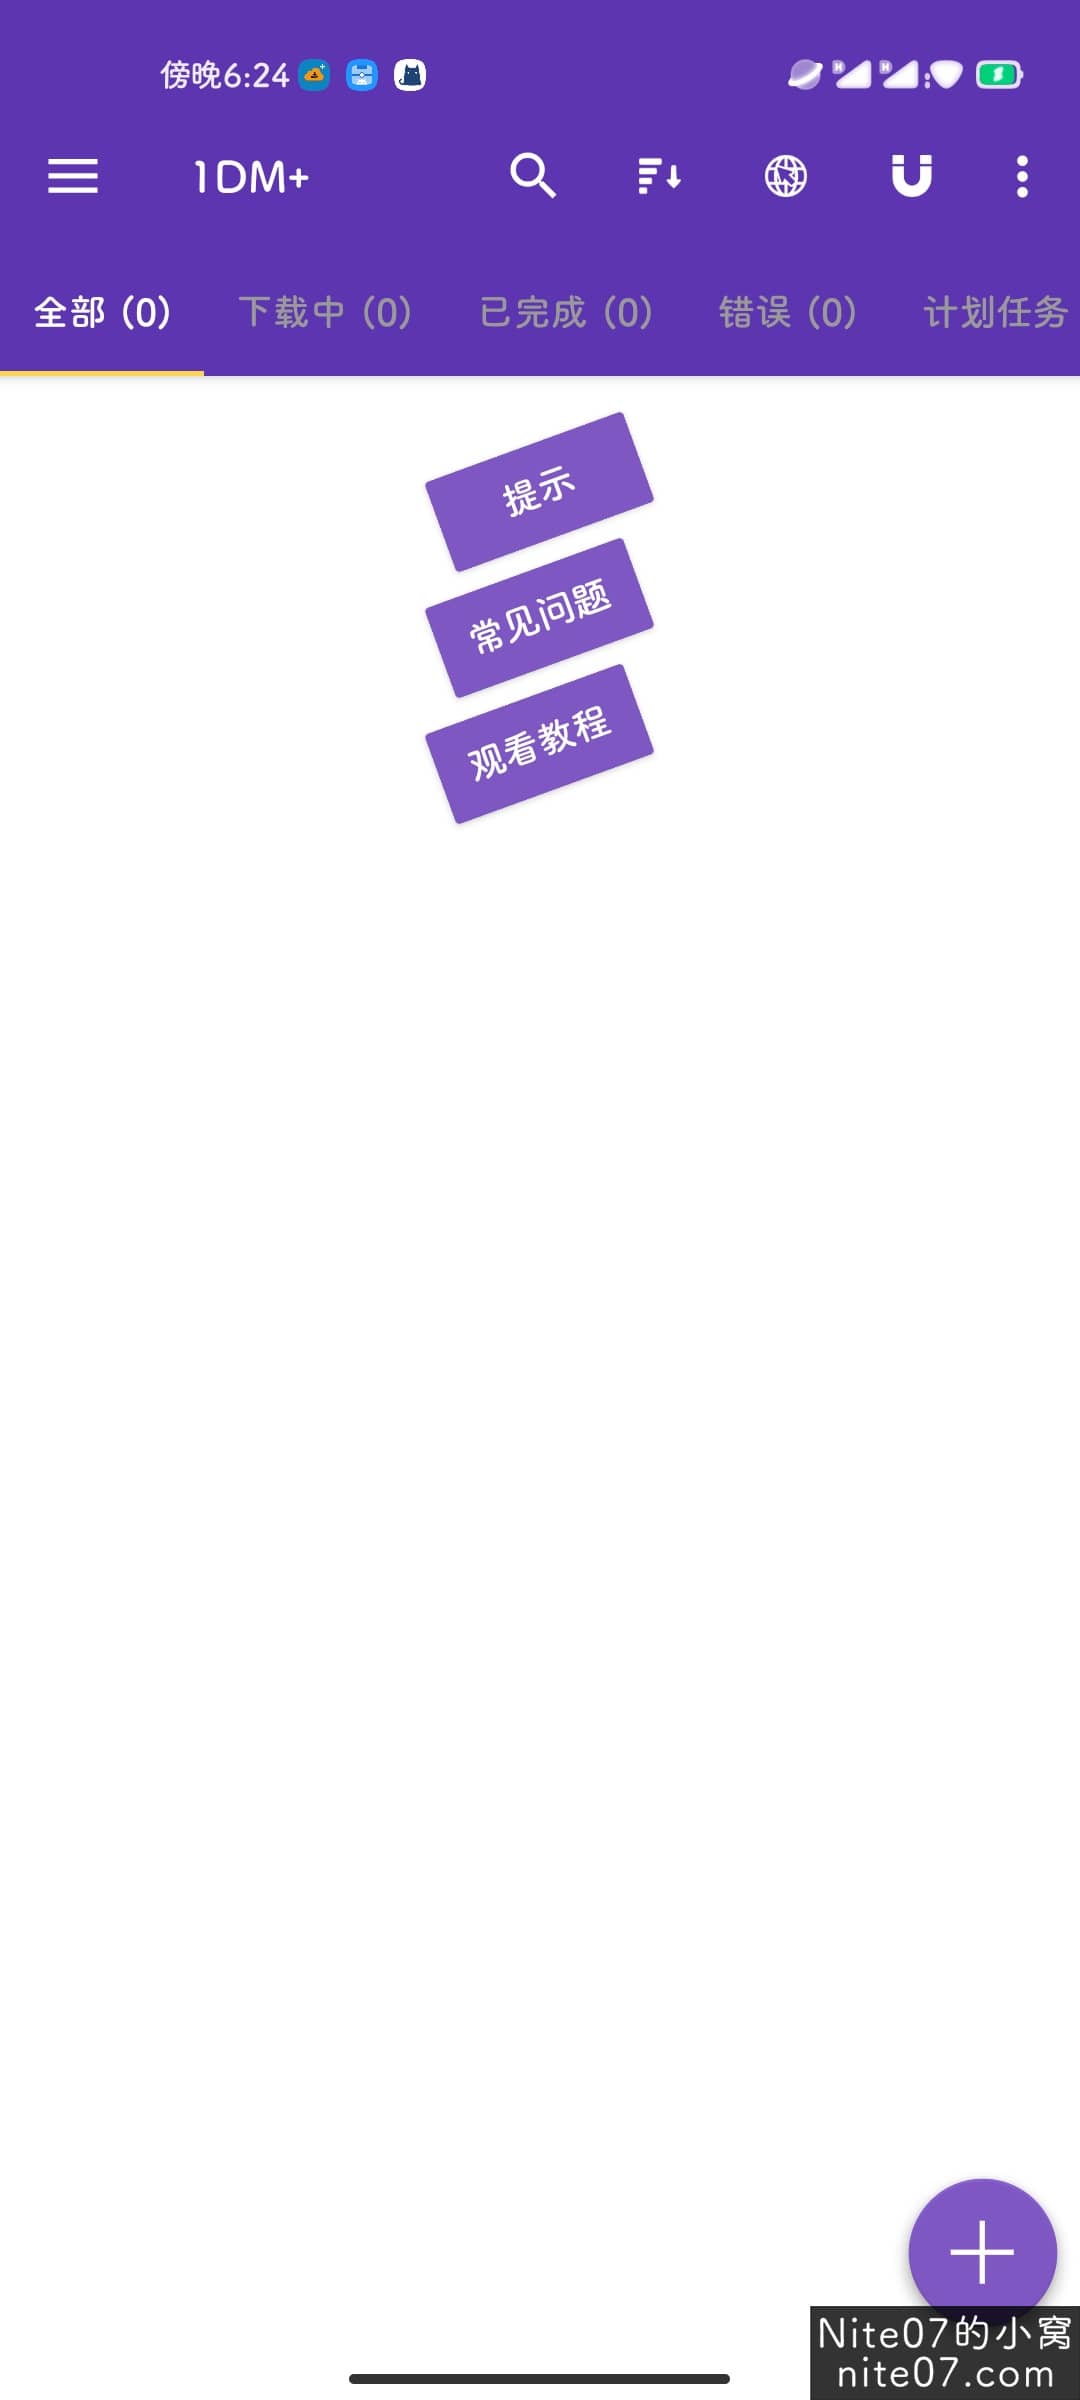 傍晚6:24
1DM+
全部 (0) 下载中 (0) 已完成 (0) 错误 (0) 计划任务
提示
常见问题
观看教程
Nite07的小窝
nite07.com